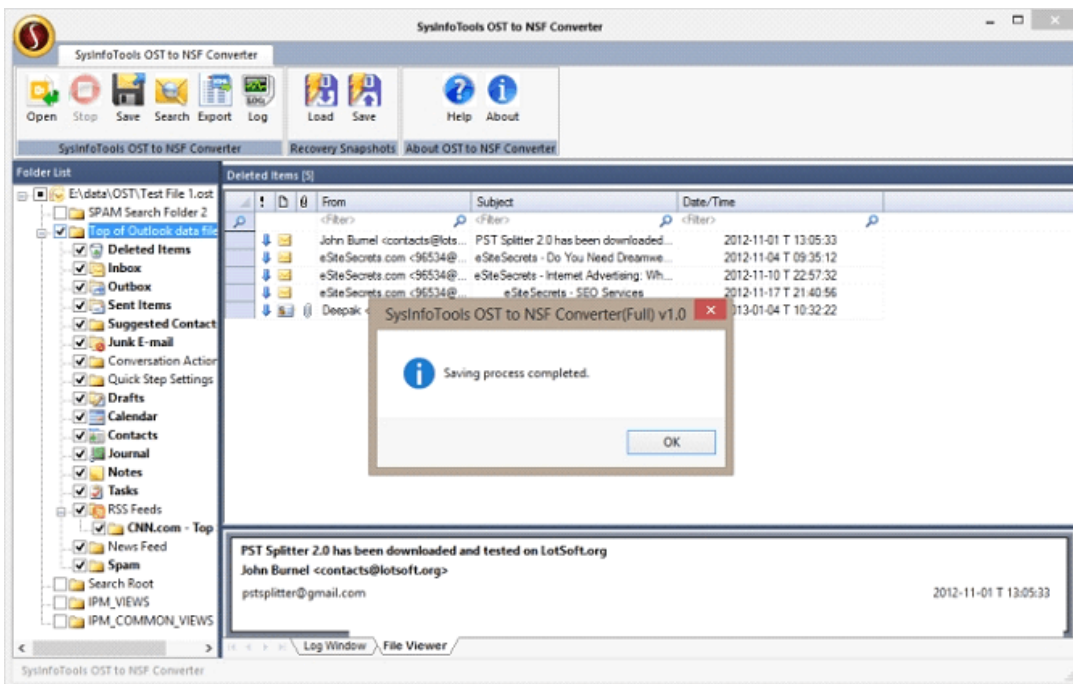 SysInfoTools OST to NSF Converter
SysInfoTools OST to NSF Converter
Open Stop Save Search Export Log Load Save Help About
LOG
SysInfoTools OST to NSF Converter Recovery Snapshots About OST to NSF Converter
Folder List
E:\data\OST\Test File 1.ost
SPAM Search Folder 2
Top of Outlook data file
Deleted Items
Inbox
Outbox
Sent Items
Suggested Contact
Junk E-mail
Conversation Action
Quick Step Settings
Drafts
Calendar
Contacts
Journal
Notes
Tasks
RSS Feeds
CNN.com - Top
News Feed
Spam
Search Root
IPM_VIEWS
IPM_COMMON_VIEWS
Deleted Items [5]
From Subject Date/Time
<Filter> <Filter> <Filter>
John Burnel <contacts@lots... PST Splitter 2.0 has been downloaded... 2012-11-01 T 13:05:33
eSiteSecrets.com <96534@... eSiteSecrets - Do You Need Dreamwe... 2012-11-04 T 09:35:12
eSiteSecrets.com <96534@... eSiteSecrets - Internet Advertising: Wh... 2012-11-10 T 22:57:32
eSiteSecrets.com <96534@... eSiteSecrets - SEO Services 2012-11-17 T 21:40:56
Deepak < 013-01-04 T 10:32:22
SysInfoTools OST to NSF Converter(Full) v1.0
Saving process completed.
OK
PST Splitter 2.0 has been downloaded and tested on LotSoft.org
John Burnel <contacts@lotsoft.org>
pstsplitter@gmail.com 2012-11-01 T 13:05:33
Log Window File Viewer
SysInfoTools OST to NSF Converter